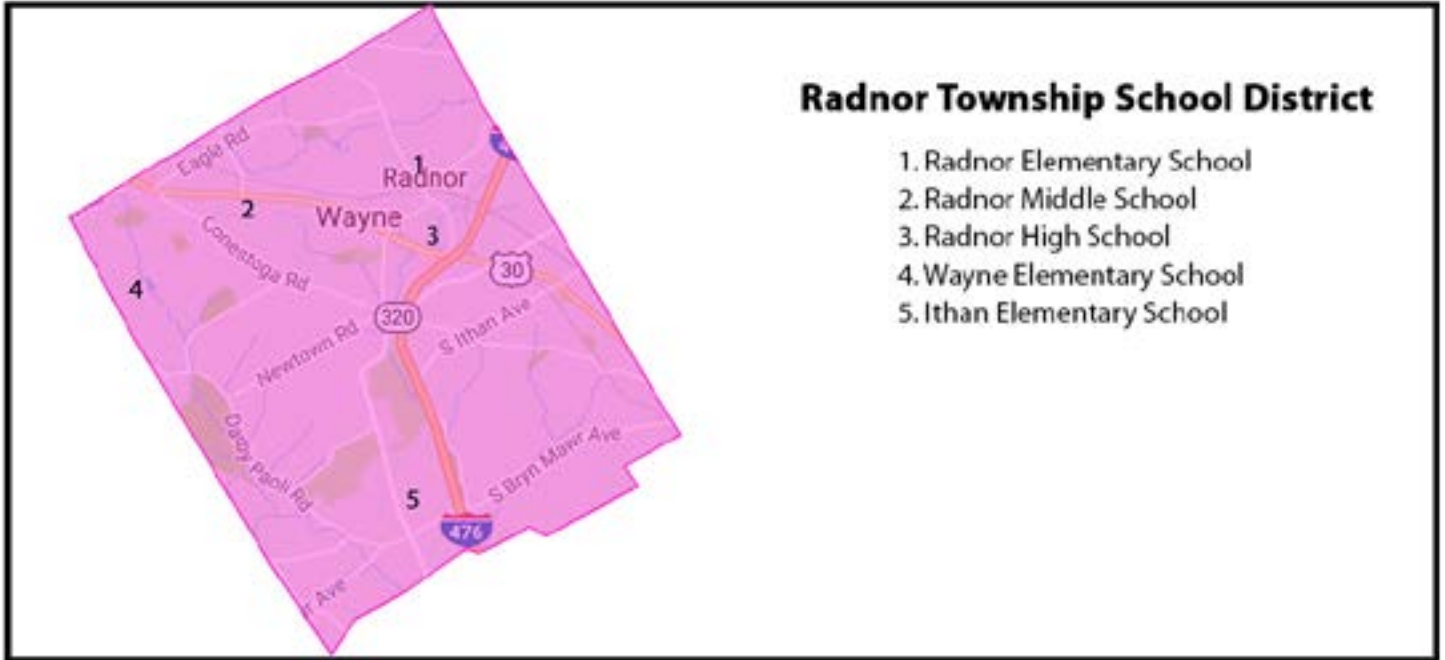 Radnor Township School District
1. Radnor Elementary School
2. Radnor Middle School
3. Radnor High School
4. Wayne Elementary School
5. Ithan Elementary School
Eagle Rd
1
Radnor
2
Wayne
3
Conestoga Rd
30
4
320
S Ithan Ave
Newtown Rd
Darby Paoli Rd
S Bryn Mawr Ave
5
476
r Ave